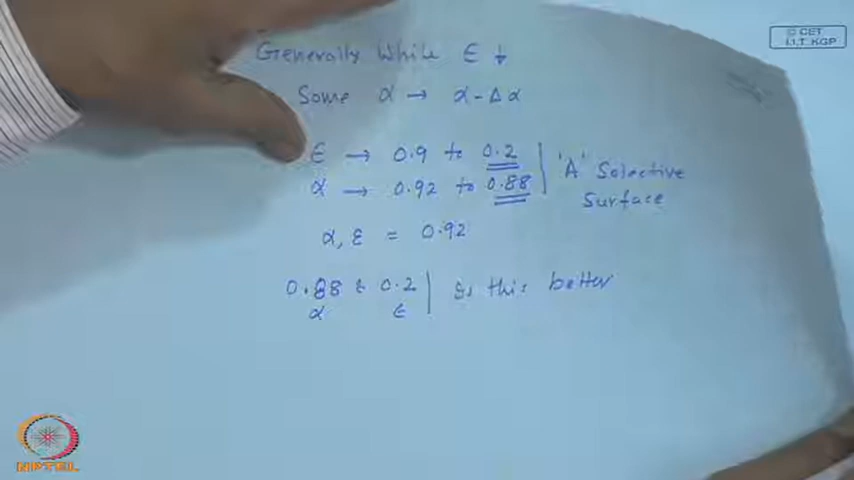 © CET
I.I.T. KGP
Generally While ε ↓
Some α → α - Δα
ε → 0.9 to 0.2
α → 0.92 to 0.88
'A' Selective
Surface
α, ε = 0.92
0.88 & 0.2 | Is this better
α ε
NPTEL